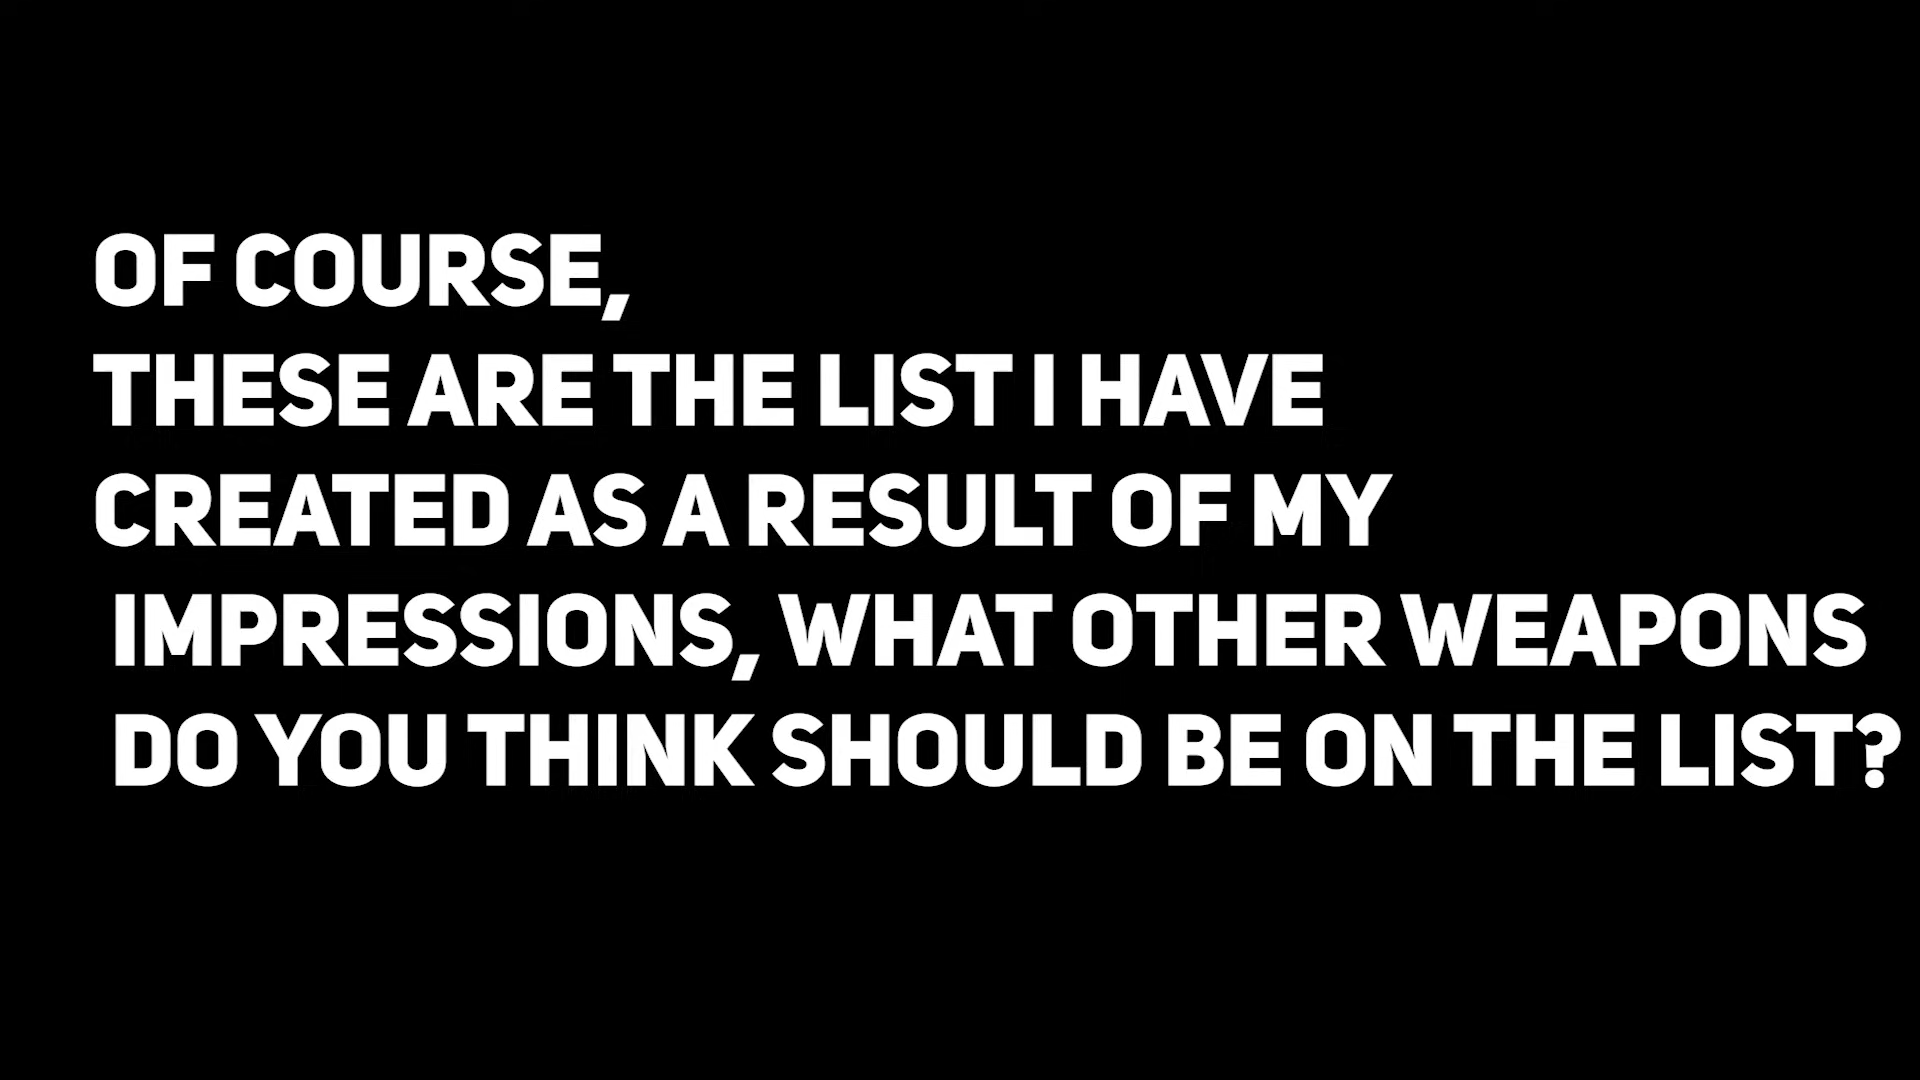 OF COURSE,
THESE ARE THE LIST I HAVE
CREATED AS A RESULT OF MY
IMPRESSIONS, WHAT OTHER WEAPONS
DO YOU THINK SHOULD BE ON THE LIST?